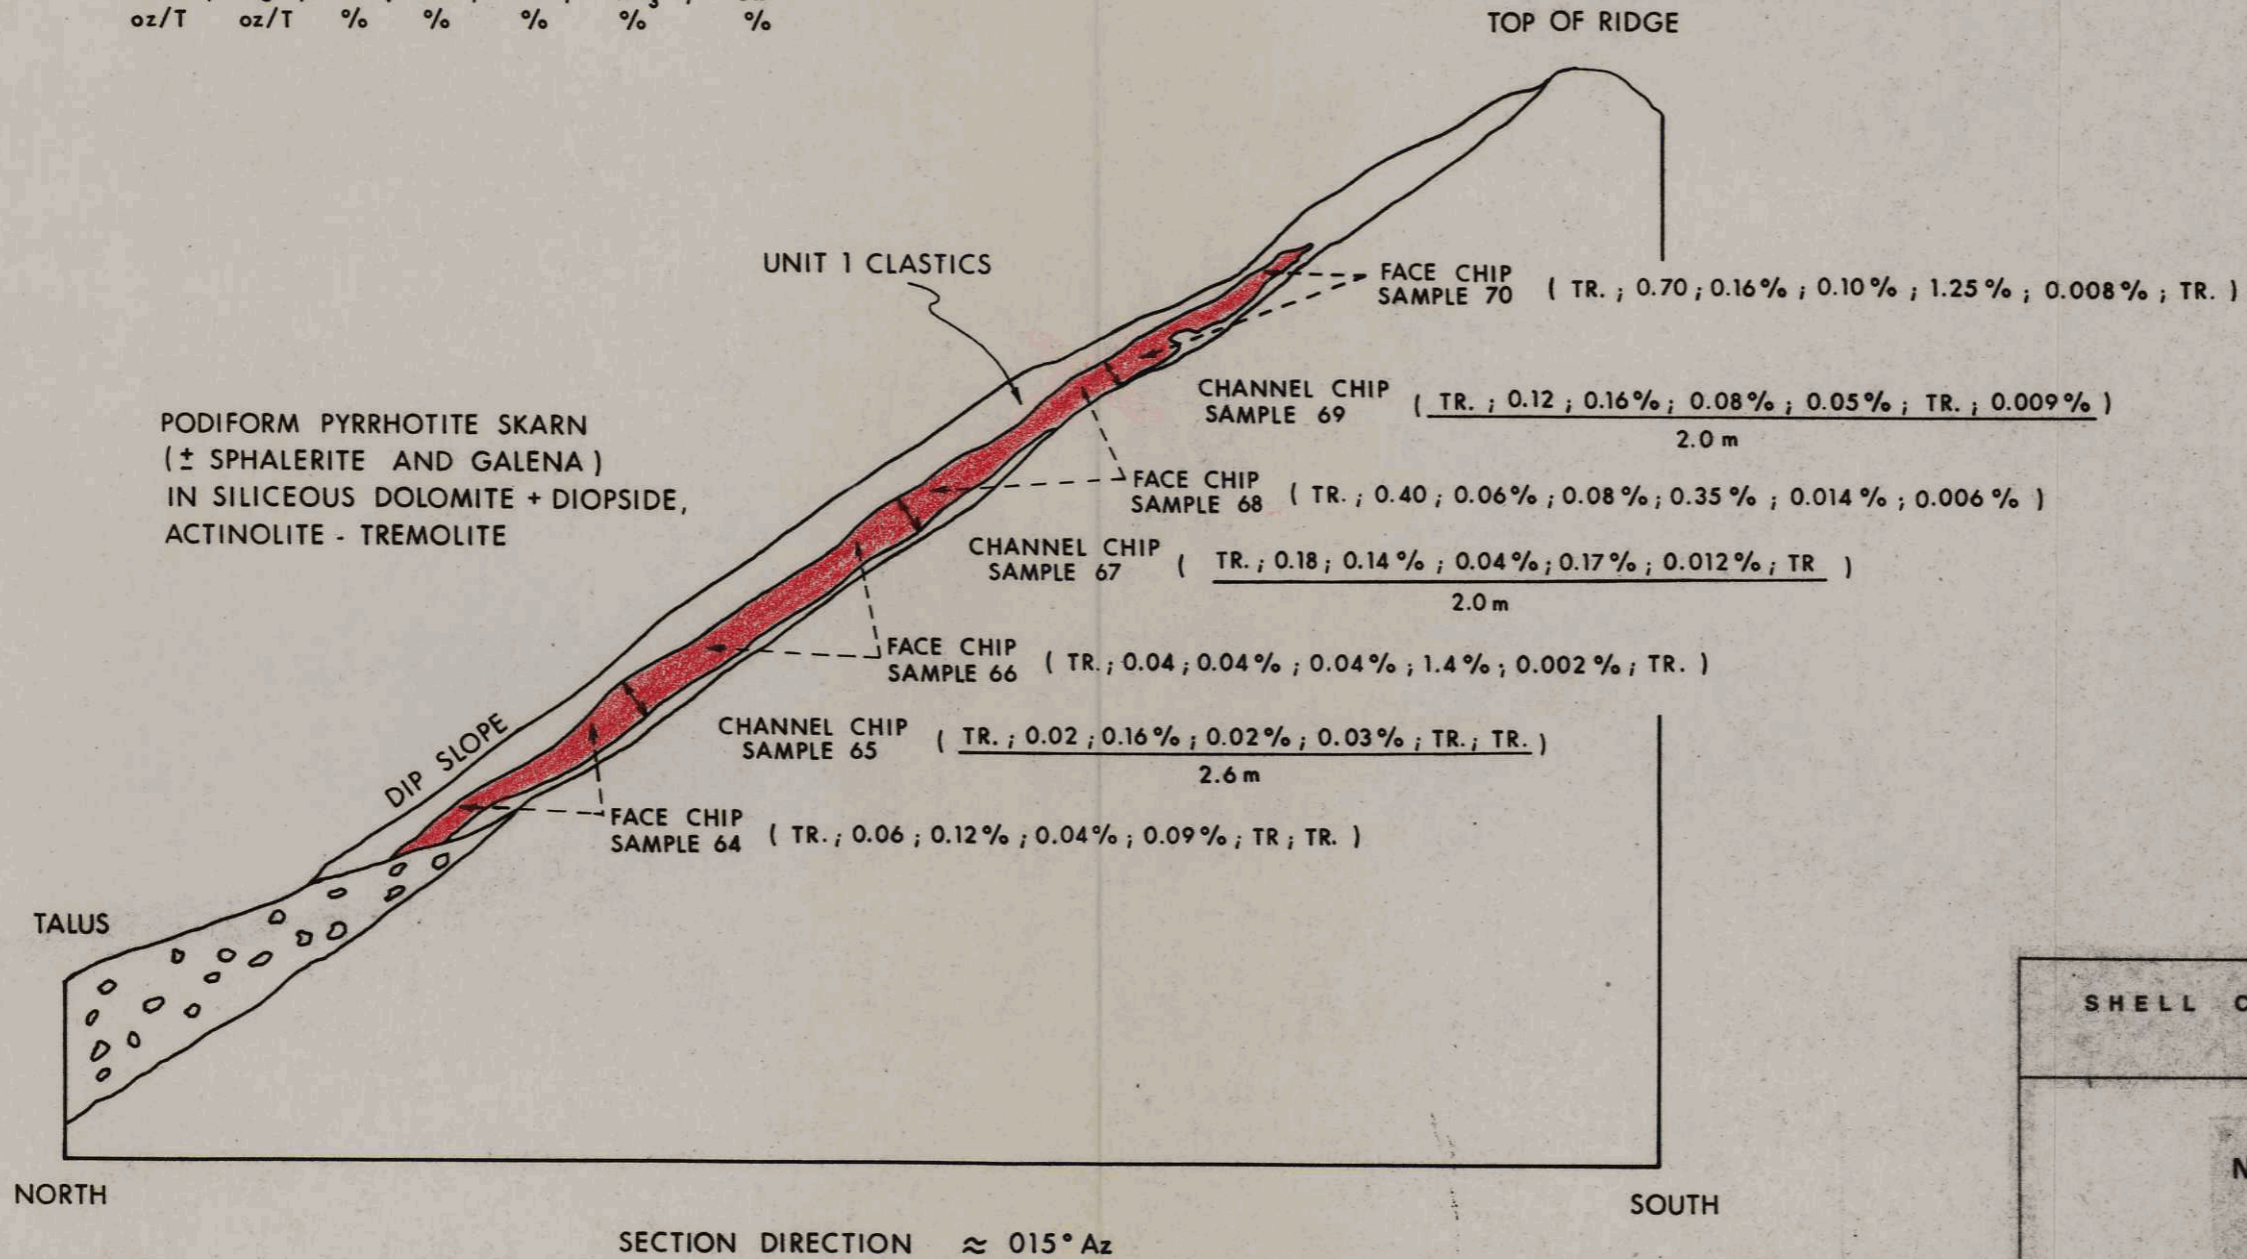 oz/T oz/T % % % % %
TOP OF RIDGE
UNIT 1 CLASTICS
FACE CHIP
SAMPLE 70 ( TR. ; 0.70 ; 0.16% ; 0.10% ; 1.25% ; 0.008% ; TR. )
PODIFORM PYRRHOTITE SKARN
(± SPHALERITE AND GALENA)
IN SILICEOUS DOLOMITE + DIOPSIDE,
ACTINOLITE - TREMOLITE
CHANNEL CHIP
SAMPLE 69 ( TR. ; 0.12 ; 0.16% ; 0.08% ; 0.05% ; TR. ; 0.009% )
2.0 m
FACE CHIP
SAMPLE 68 ( TR. ; 0.40 ; 0.06% ; 0.08% ; 0.35% ; 0.014% ; 0.006% )
CHANNEL CHIP
SAMPLE 67 ( TR. ; 0.18 ; 0.14% ; 0.04% ; 0.17% ; 0.012% ; TR )
2.0 m
FACE CHIP
SAMPLE 66 ( TR. ; 0.04 ; 0.04% ; 0.04% ; 1.4% ; 0.002% ; TR. )
CHANNEL CHIP
SAMPLE 65 ( TR. ; 0.02 ; 0.16% ; 0.02% ; 0.03% ; TR. ; TR. )
2.6 m
DIP SLOPE
FACE CHIP
SAMPLE 64 ( TR. ; 0.06 ; 0.12% ; 0.04% ; 0.09% ; TR ; TR. )
TALUS
SHELL
NORTH
SOUTH
SECTION DIRECTION ≈ 015° Az